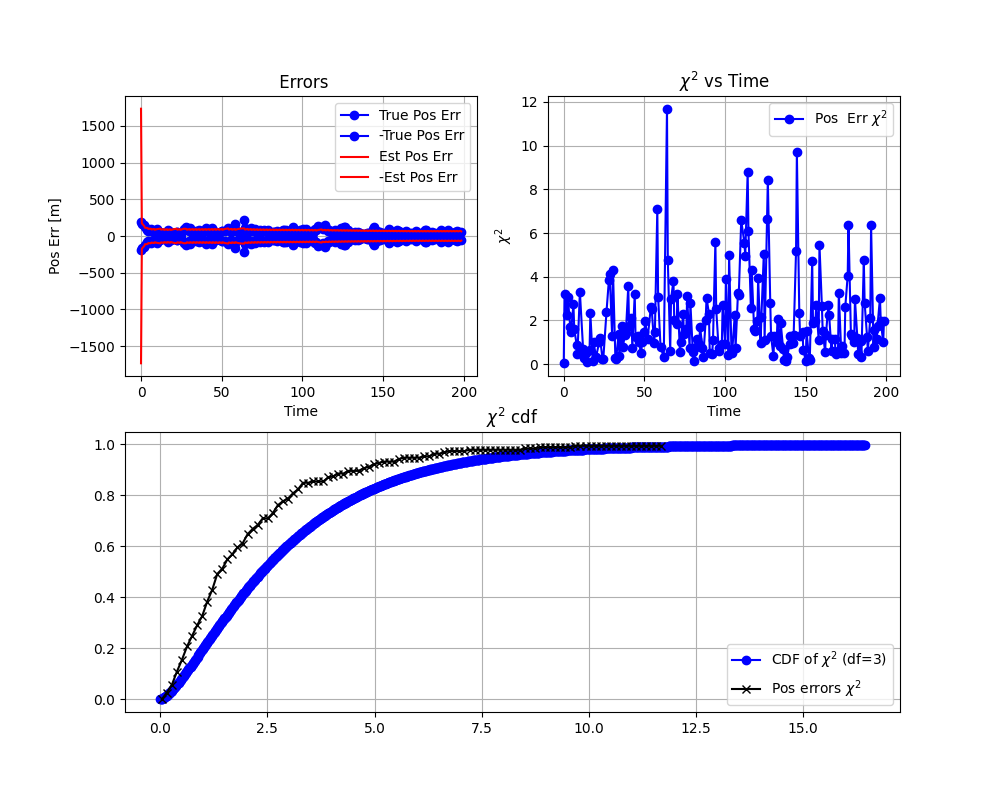 Errors
1500
1000
500
0
−500
−1000
−1500
Pos Err [m]
0 50 100 150 200
Time
True Pos Err
-True Pos Err
Est Pos Err
-Est Pos Err
χ² vs Time
12
10
8
6
4
2
0
χ²
0 50 100 150 200
Time
Pos Err χ²
χ² cdf
1.0
0.8
0.6
0.4
0.2
0.0
0.0 2.5 5.0 7.5 10.0 12.5 15.0
CDF of χ² (df=3)
Pos errors χ²